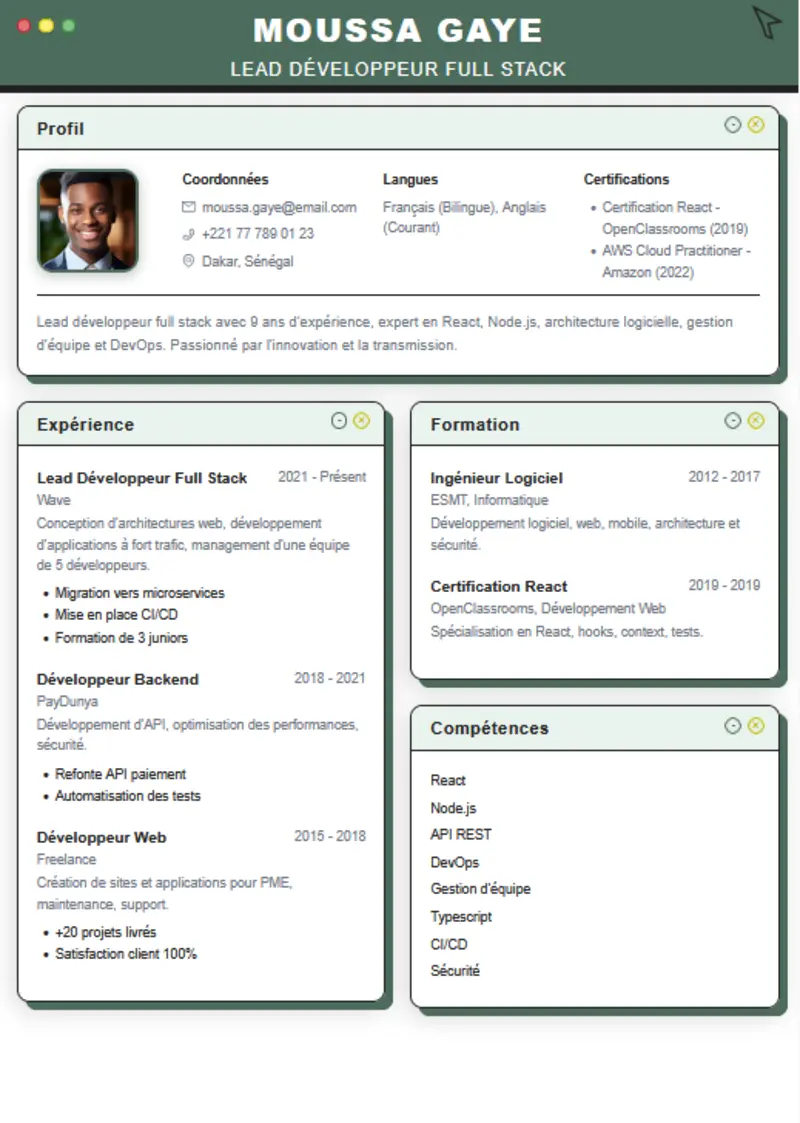 MOUSSA GAYE
LEAD DÉVELOPPEUR FULL STACK
Profil
Coordonnées
moussa.gaye@email.com
+221 77 789 01 23
Dakar, Sénégal
Langues
Français (Bilingue), Anglais
(Courant)
Certifications
• Certification React -
OpenClassrooms (2019)
• AWS Cloud Practitioner -
Amazon (2022)
Lead développeur full stack avec 9 ans d'expérience, expert en React, Node.js, architecture logicielle, gestion
d'équipe et DevOps. Passionné par l'innovation et la transmission.
Expérience
Lead Développeur Full Stack 2021 - Présent
Wave
Conception d'architectures web, développement
d'applications à fort trafic, management d'une équipe
de 5 développeurs.
• Migration vers microservices
• Mise en place CI/CD
• Formation de 3 juniors
Développeur Backend 2018 - 2021
PayDunya
Développement d'API, optimisation des performances,
sécurité.
• Refonte API paiement
• Automatisation des tests
Développeur Web 2015 - 2018
Freelance
Création de sites et applications pour PME,
maintenance, support.
• +20 projets livrés
• Satisfaction client 100%
Formation
Ingénieur Logiciel 2012 - 2017
ESMT, Informatique
Développement logiciel, web, mobile, architecture et
sécurité.
Certification React 2019 - 2019
OpenClassrooms, Développement Web
Spécialisation en React, hooks, context, tests.
Compétences
React
Node.js
API REST
DevOps
Gestion d'équipe
Typescript
CI/CD
Sécurité